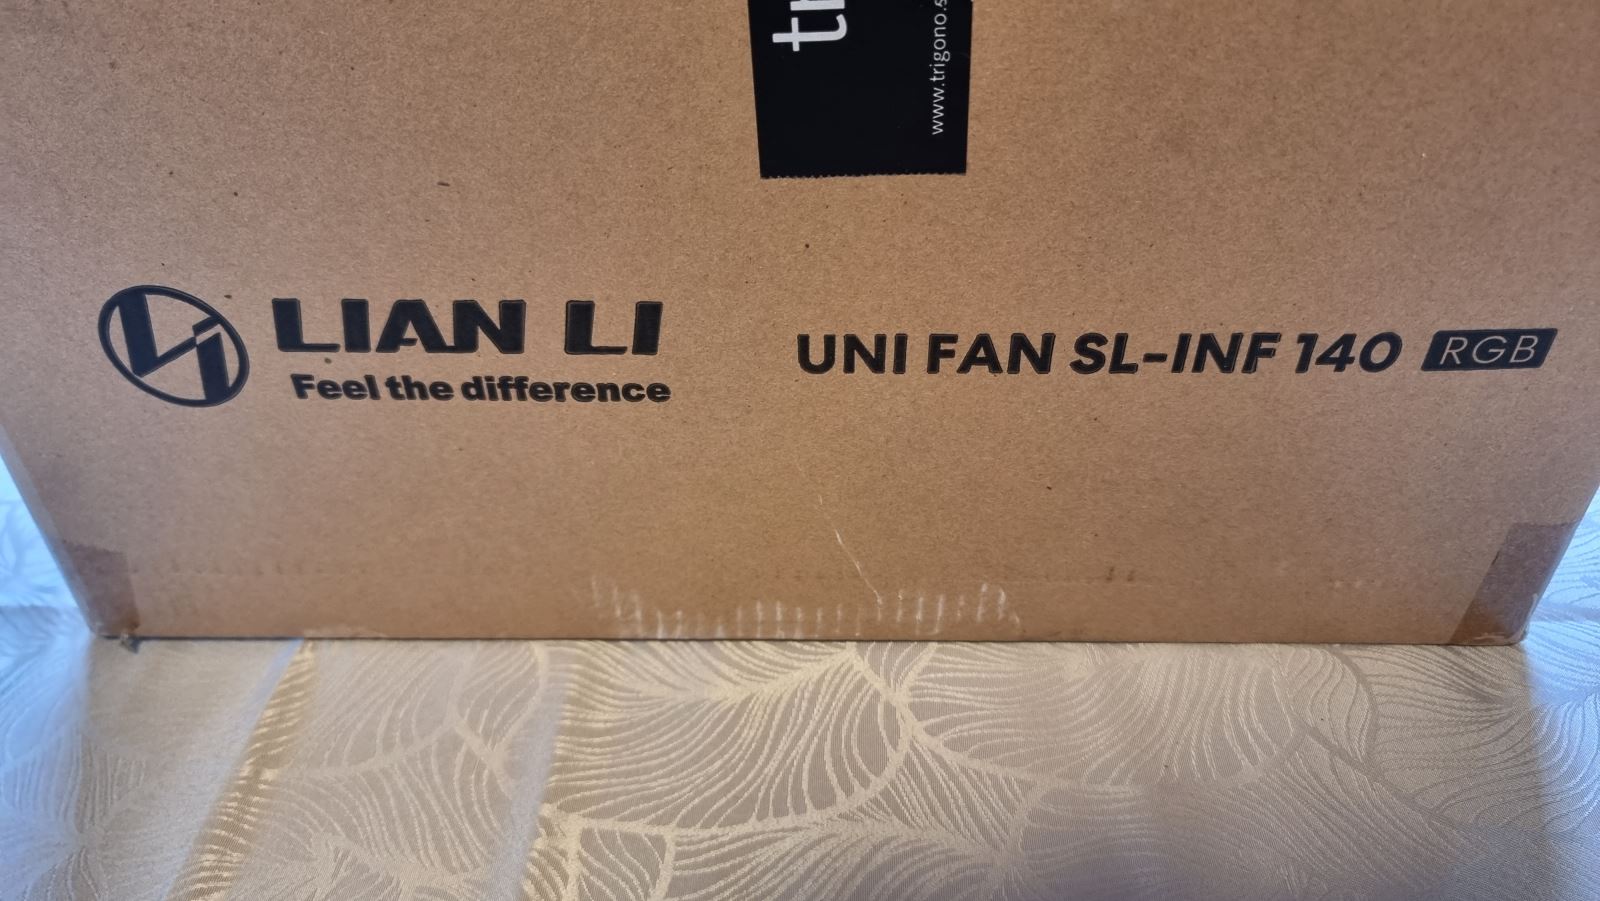 www.trigono.s
LIAN LI
Feel the difference
UNI FAN SL-INF 140 RGB